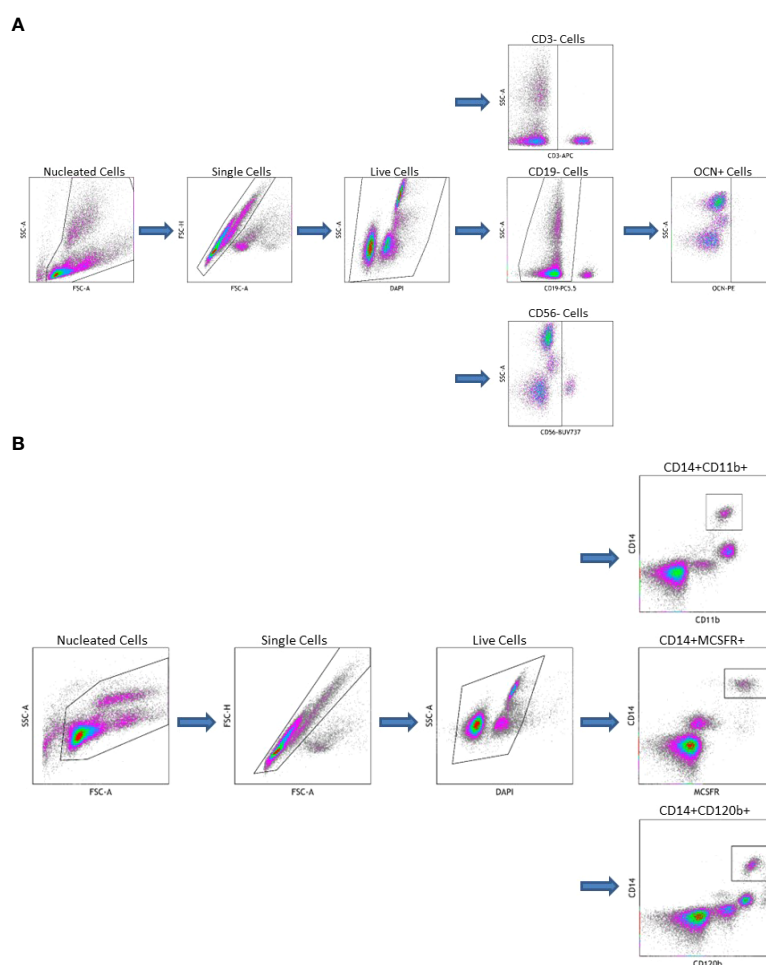 A
CD3- Cells
SSC-A
CD3-APC
Nucleated Cells
Single Cells
Live Cells
CD19- Cells
OCN+ Cells
SSC-A
FSC-H
SSC-A
SSC-A
SSC-A
FSC-A
FSC-A
DAPI
CD19-PC5.5
OCN-PE
CD56- Cells
SSC-A
CD56-BUV737
B
CD14+CD11b+
CD14
CD11b
Nucleated Cells
Single Cells
Live Cells
CD14+MCSFR+
SSC-A
FSC-H
SSC-A
CD14
FSC-A
FSC-A
DAPI
MCSFR
CD14+CD120b+
CD14
CD120b